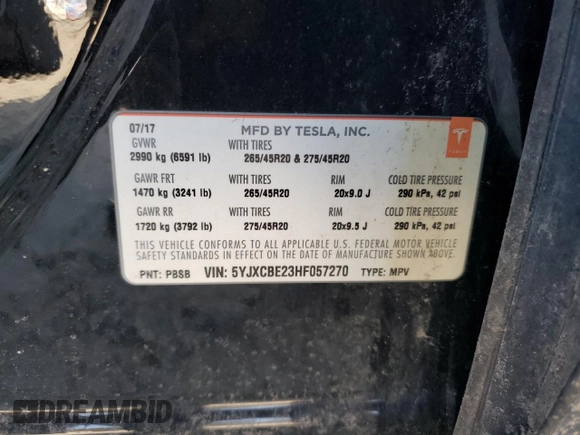 07/17 MFD BY TESLA, INC.
GVWR WITH TIRES
2990 kg (6591 lb) 265/45R20 & 275/45R20
GAWR FRT WITH TIRES RIM COLD TIRE PRESSURE
1470 kg (3241 lb) 265/45R20 20x9.0 J 290 kPa, 42 psi
GAWR RR WITH TIRES RIM COLD TIRE PRESSURE
1720 kg (3792 lb) 275/45R20 20x9.5 J 290 kPa, 42 psi
THIS VEHICLE CONFORMS TO ALL APPLICABLE U.S. FEDERAL MOTOR VEHICLE
SAFETY STANDARDS IN EFFECT ON THE DATE OF MANUFACTURE SHOWN ABOVE.
PNT: PBSB VIN: 5YJXCBE23HF057270 TYPE: MPV
TESLA
DREAMBID